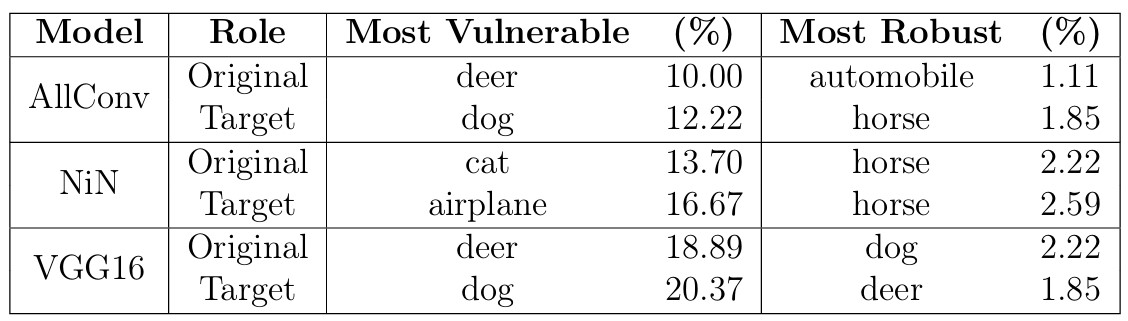 Model Role Most Vulnerable (%) Most Robust (%)
AllConv Original deer 10.00 automobile 1.11
Target dog 12.22 horse 1.85
NiN Original cat 13.70 horse 2.22
Target airplane 16.67 horse 2.59
VGG16 Original deer 18.89 dog 2.22
Target dog 20.37 deer 1.85